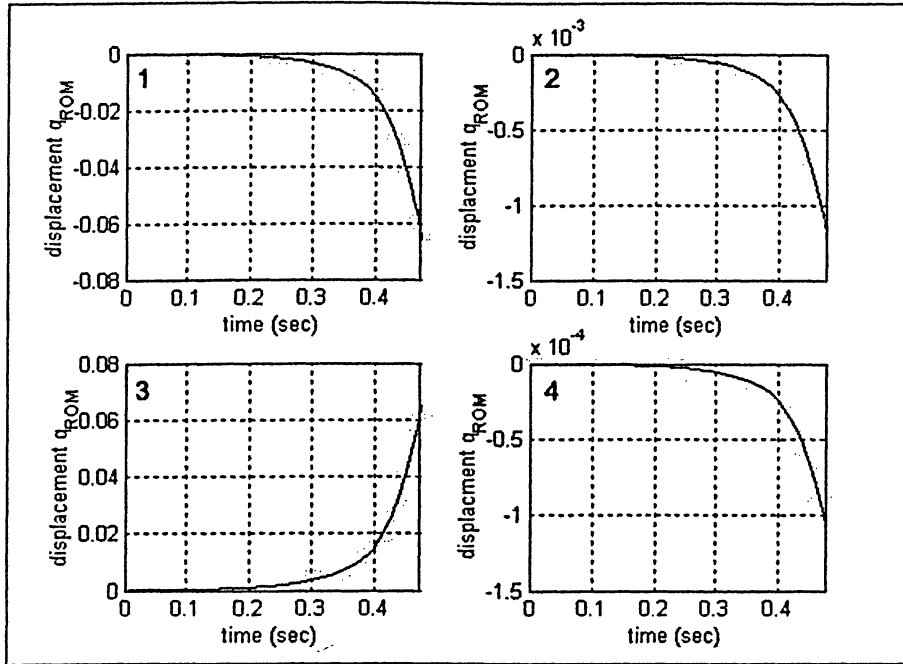 1
displacement q_ROM
0
-0.02
-0.04
-0.06
-0.08
0 0.1 0.2 0.3 0.4
time (sec)
2
x 10^-3
displacment q_ROM
0
-0.5
-1
-1.5
0 0.1 0.2 0.3 0.4
time (sec)
3
displacement q_ROM
0.08
0.06
0.04
0.02
0
0 0.1 0.2 0.3 0.4
time (sec)
4
x 10^-4
displacement q_ROM
0
-0.5
-1
-1.5
0 0.1 0.2 0.3 0.4
time (sec)